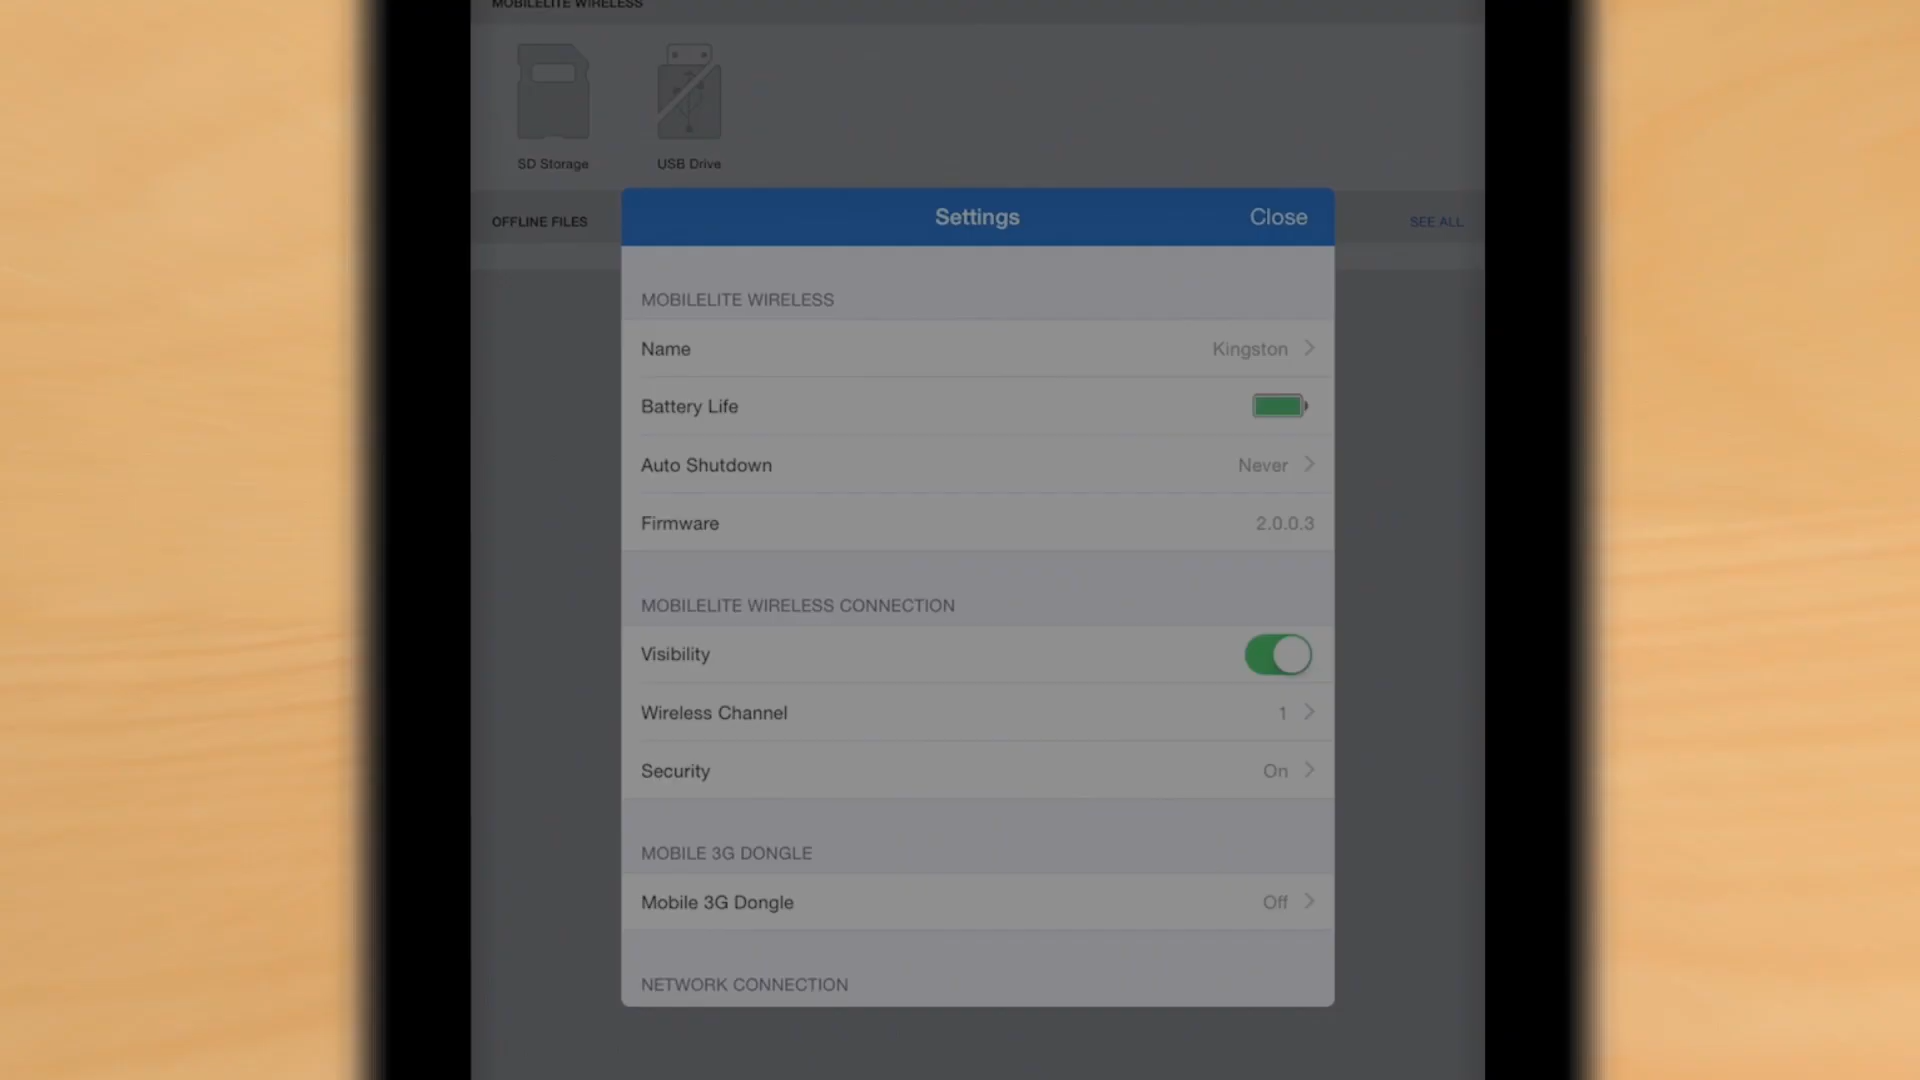 MOBILELITE WIRELESS
SD Storage
USB Drive
OFFLINE FILES
SEE ALL
Settings
Close
MOBILELITE WIRELESS
Name
Kingston
Battery Life
Auto Shutdown
Never
Firmware
2.0.0.3
MOBILELITE WIRELESS CONNECTION
Visibility
Wireless Channel
1
Security
On
MOBILE 3G DONGLE
Mobile 3G Dongle
Off
NETWORK CONNECTION